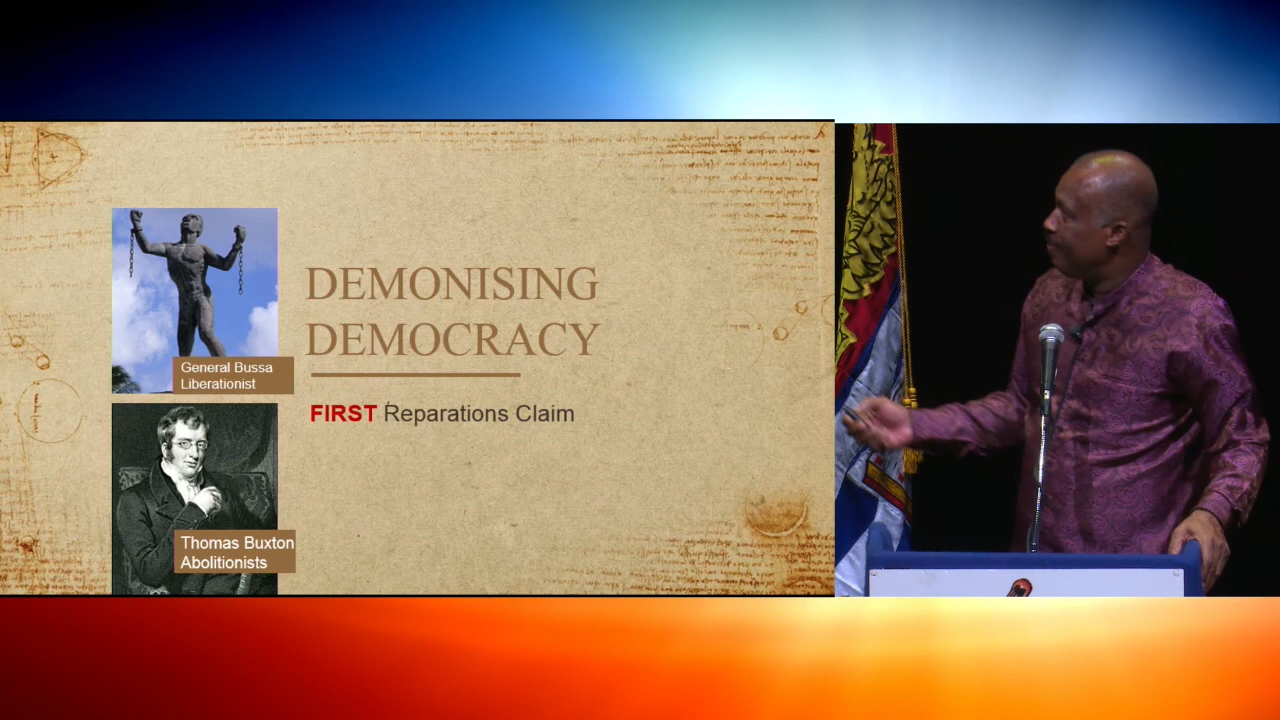 DEMONISING
DEMOCRACY
FIRST Reparations Claim
General Bussa
Liberationist
Thomas Buxton
Abolitionists